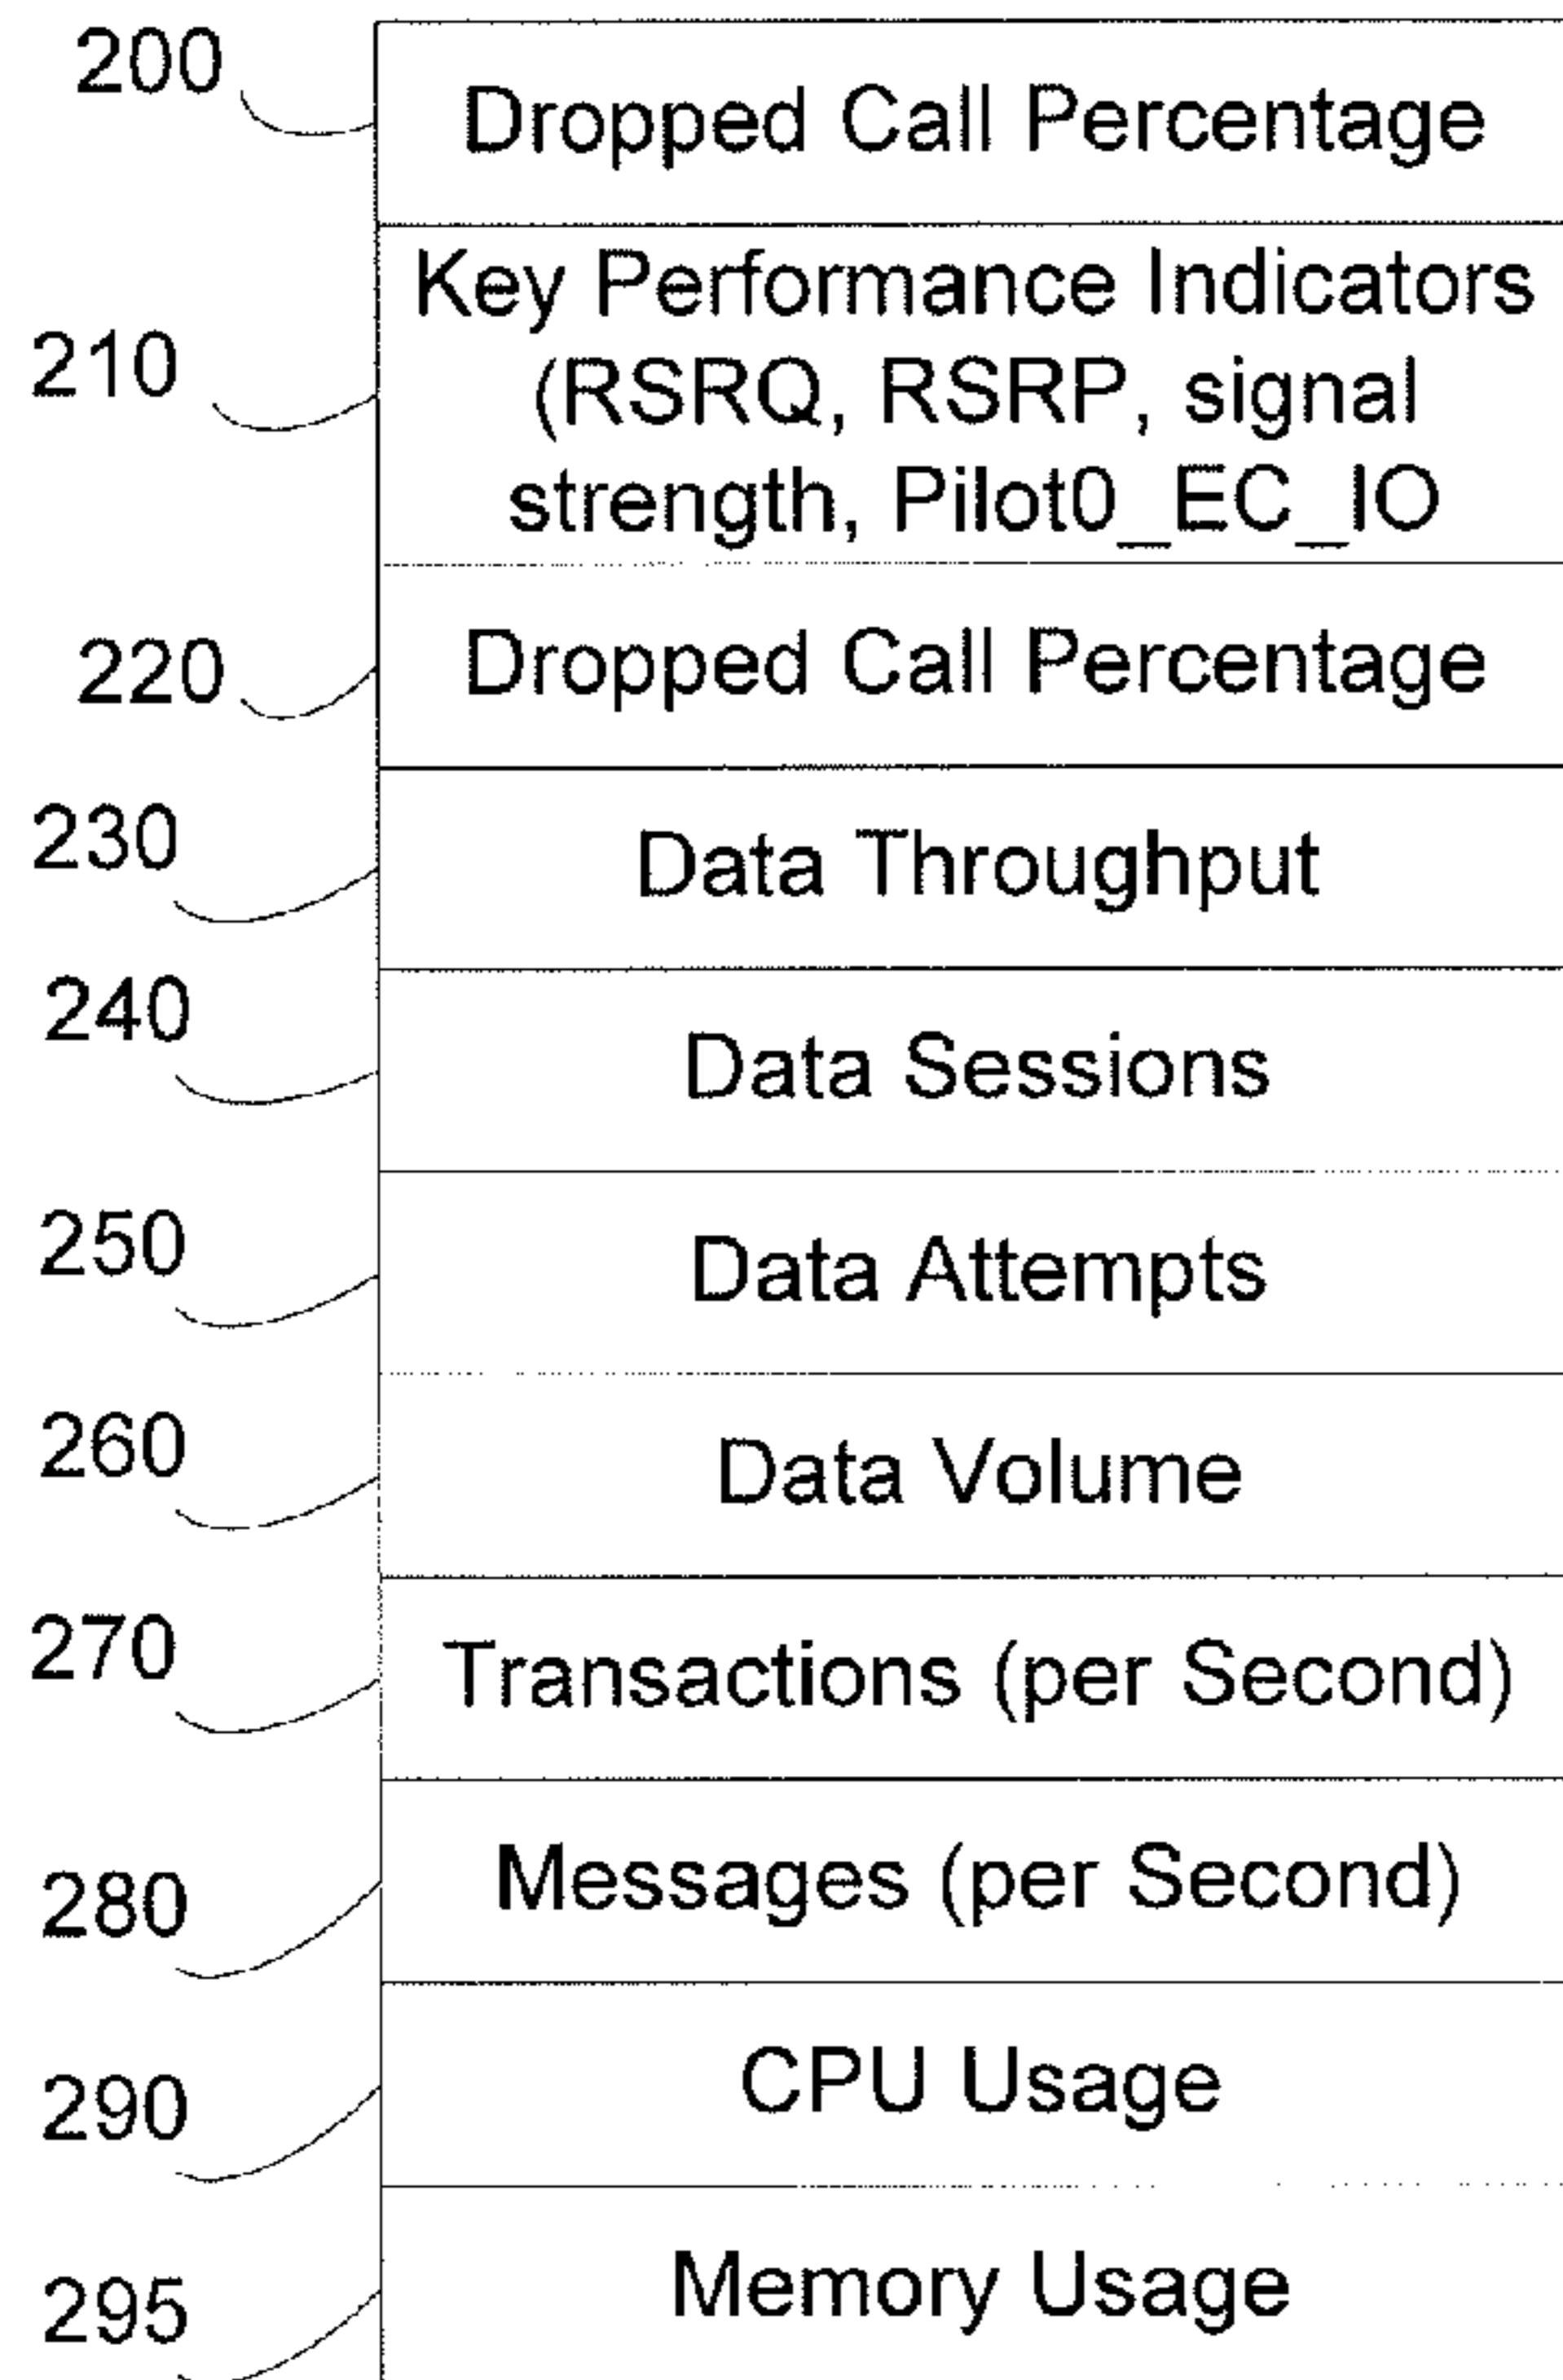 200
Dropped Call Percentage
210
Key Performance Indicators
(RSRQ, RSRP, signal
strength, Pilot0_EC_IO
220
Dropped Call Percentage
230
Data Throughput
240
Data Sessions
250
Data Attempts
260
Data Volume
270
Transactions (per Second)
280
Messages (per Second)
290
CPU Usage
295
Memory Usage